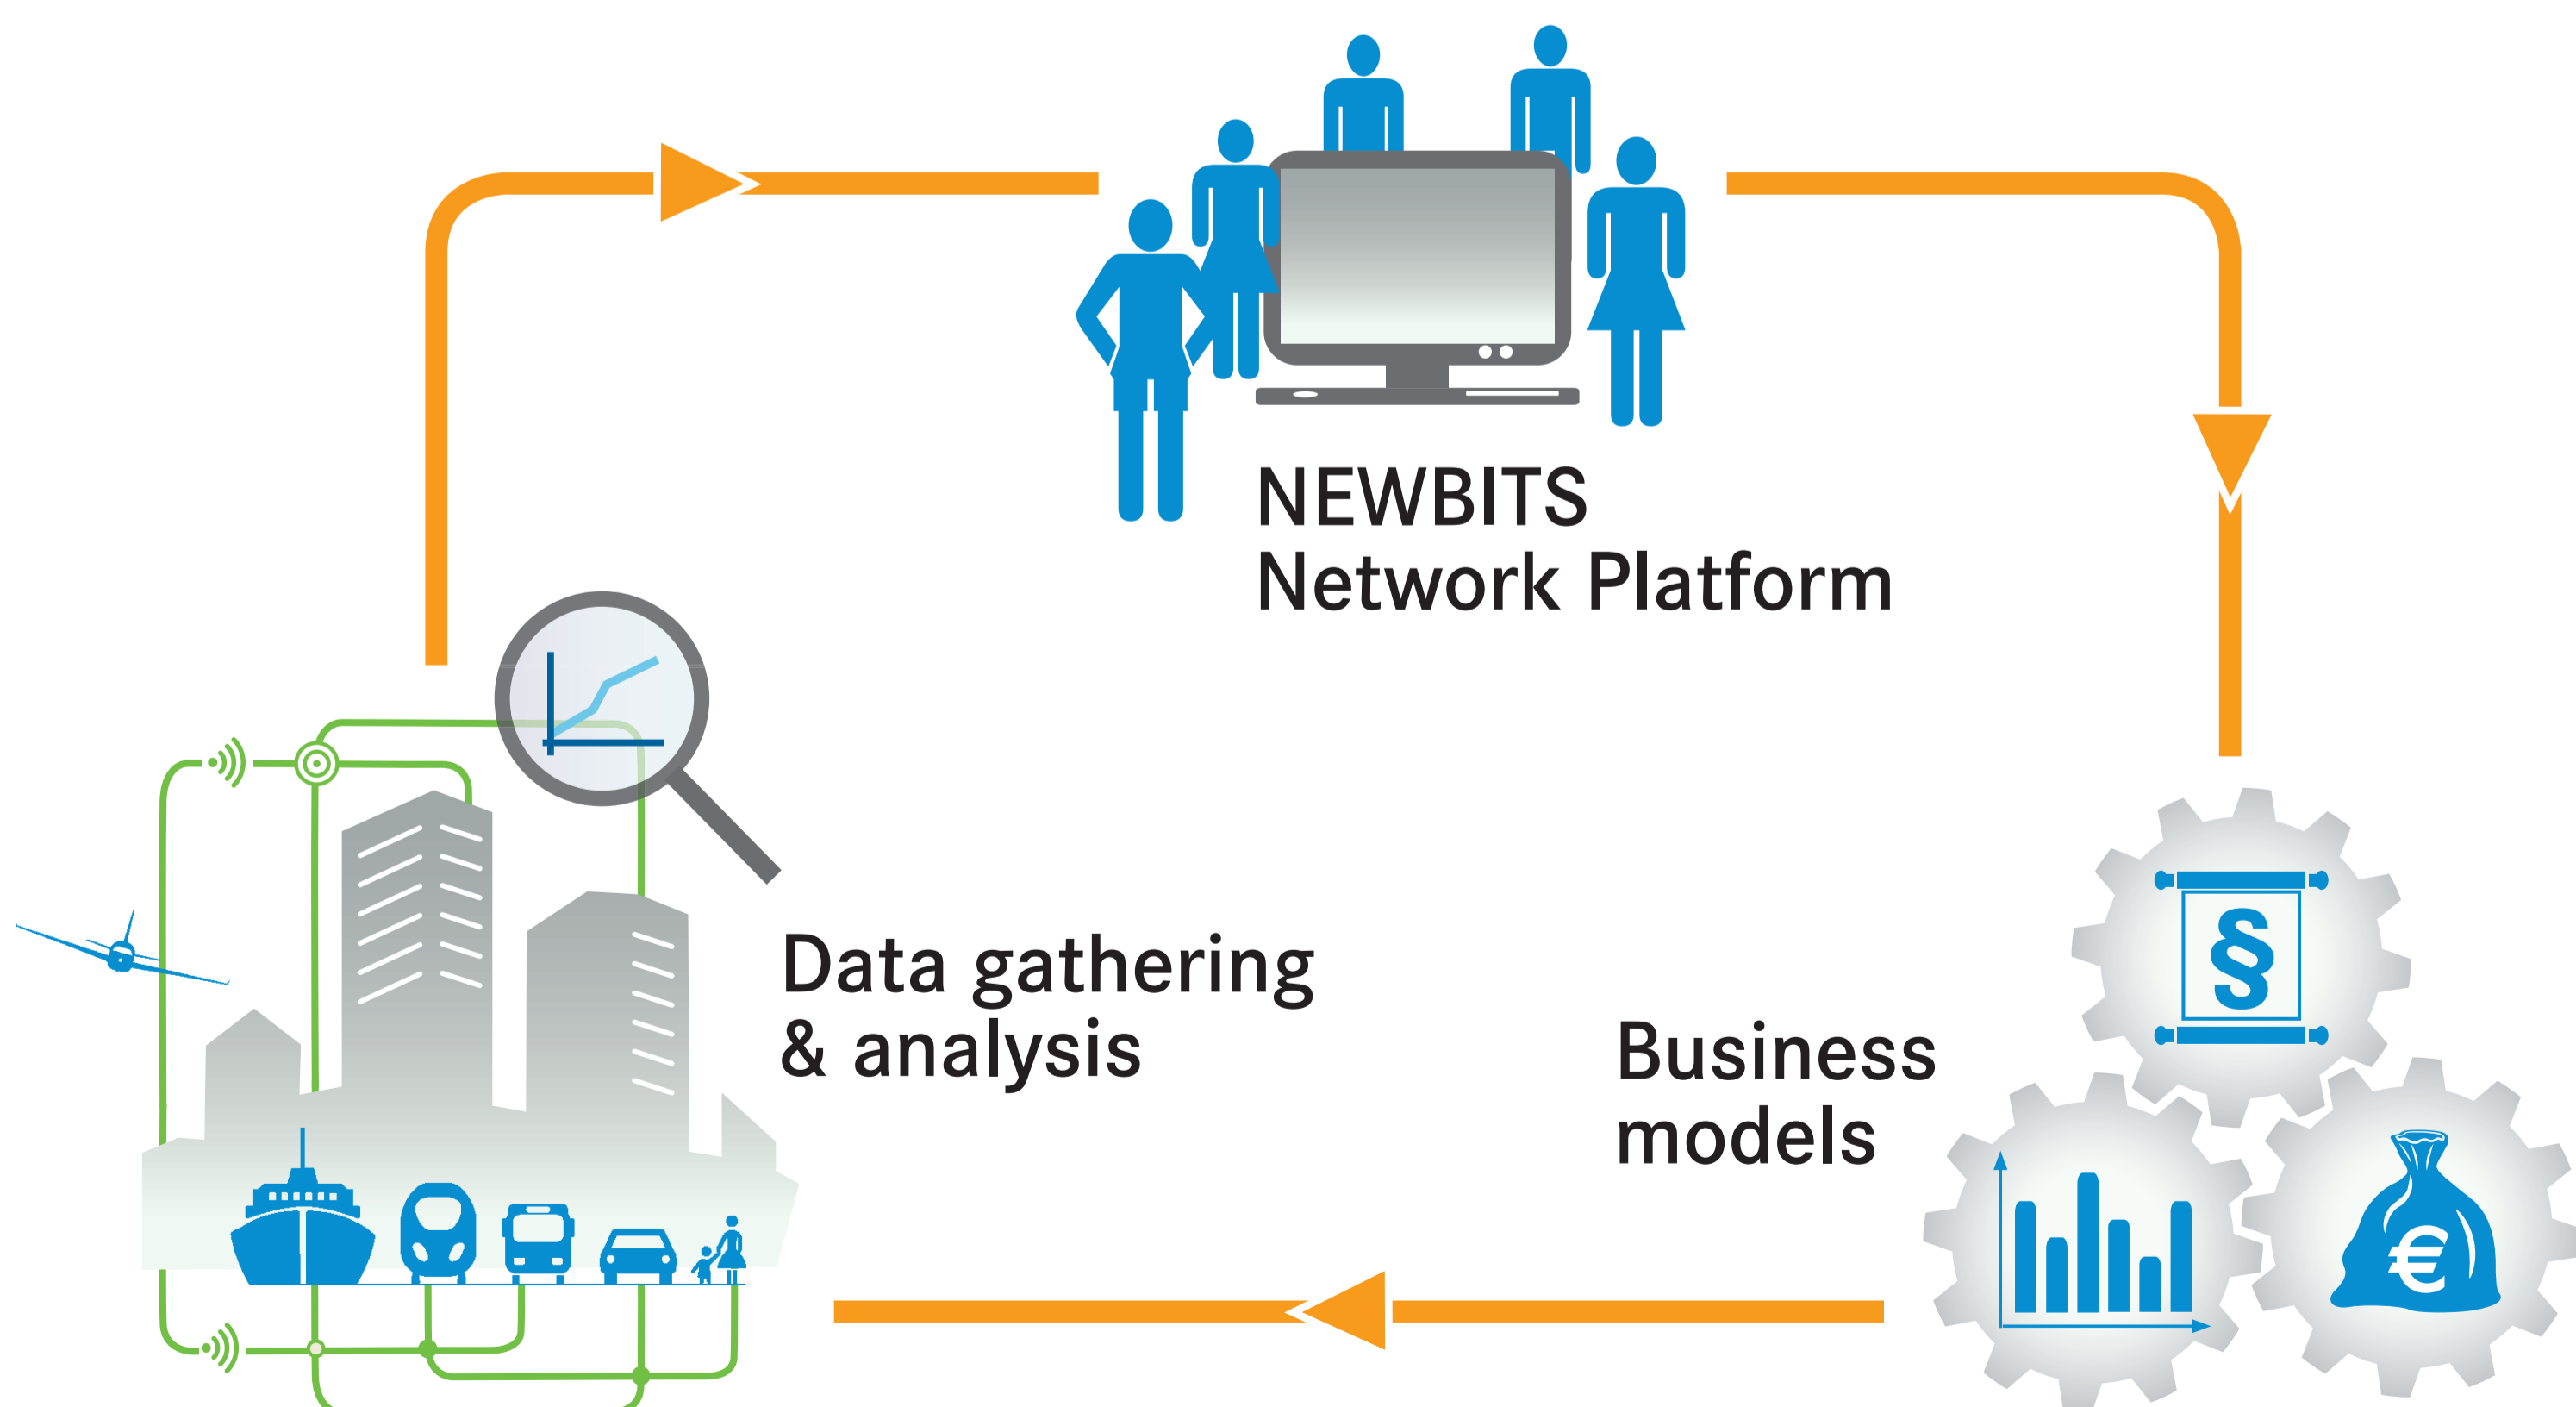 NEWBITS
Network Platform
Data gathering
& analysis
Business
models
§
€